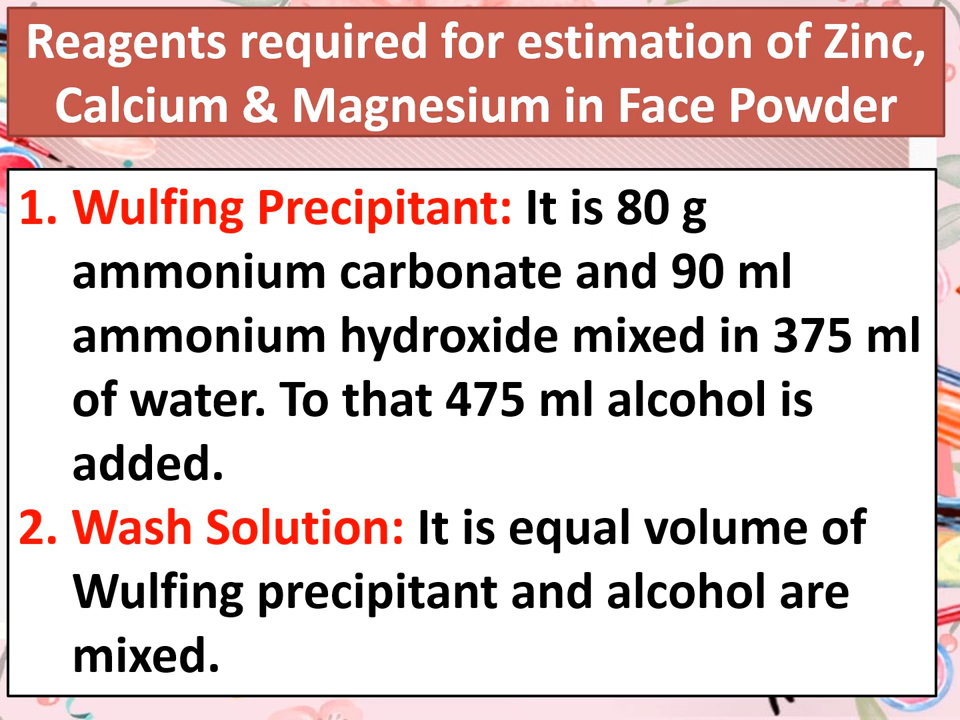 Reagents required for estimation of Zinc,
Calcium & Magnesium in Face Powder
1. Wulfing Precipitant: It is 80 g
ammonium carbonate and 90 ml
ammonium hydroxide mixed in 375 ml
of water. To that 475 ml alcohol is
added.
2. Wash Solution: It is equal volume of
Wulfing precipitant and alcohol are
mixed.